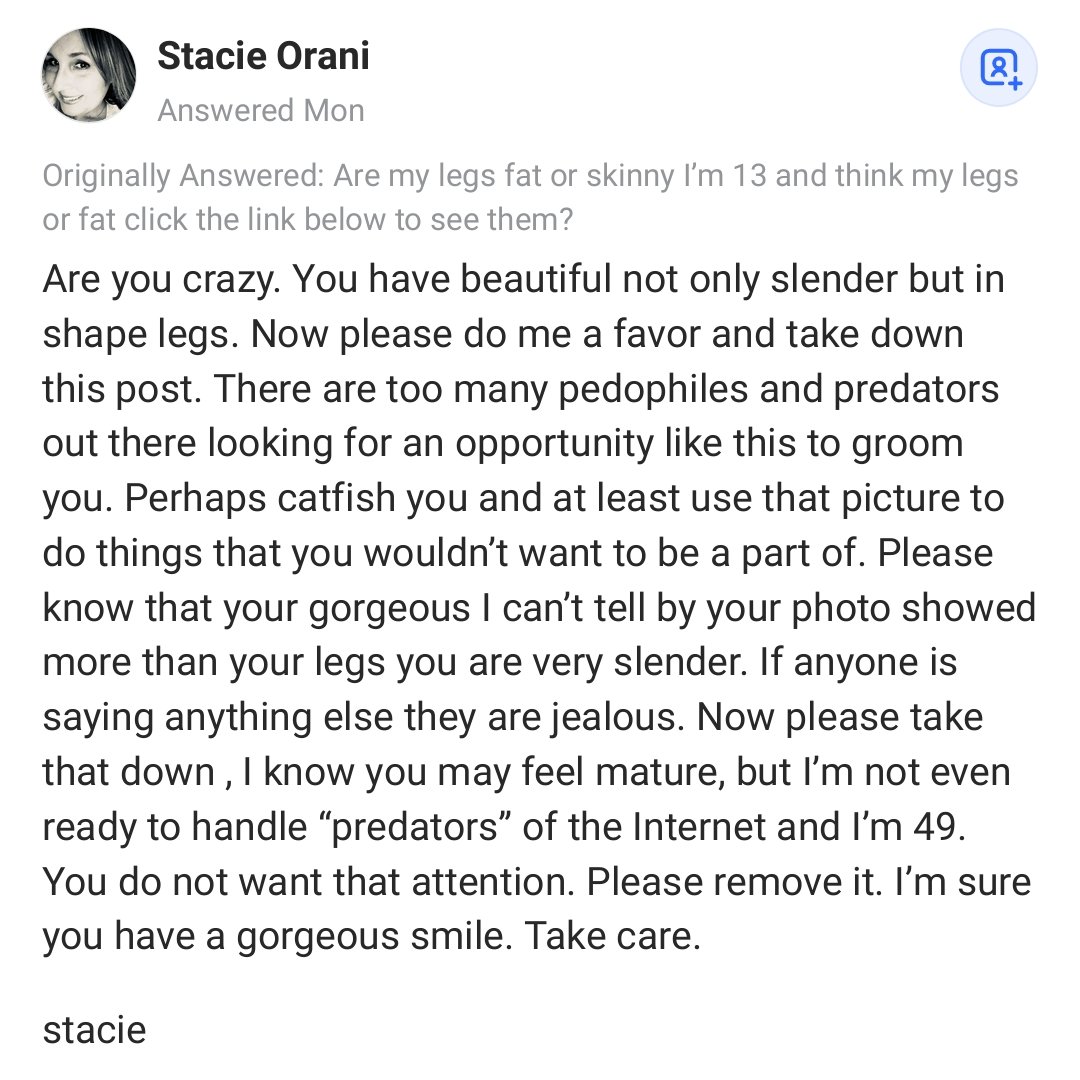 Stacie Orani
Answered Mon
Originally Answered: Are my legs fat or skinny I’m 13 and think my legs
or fat click the link below to see them?
Are you crazy. You have beautiful not only slender but in
shape legs. Now please do me a favor and take down
this post. There are too many pedophiles and predators
out there looking for an opportunity like this to groom
you. Perhaps catfish you and at least use that picture to
do things that you wouldn’t want to be a part of. Please
know that your gorgeous I can’t tell by your photo showed
more than your legs you are very slender. If anyone is
saying anything else they are jealous. Now please take
that down , I know you may feel mature, but I’m not even
ready to handle “predators” of the Internet and I’m 49.
You do not want that attention. Please remove it. I’m sure
you have a gorgeous smile. Take care.
stacie